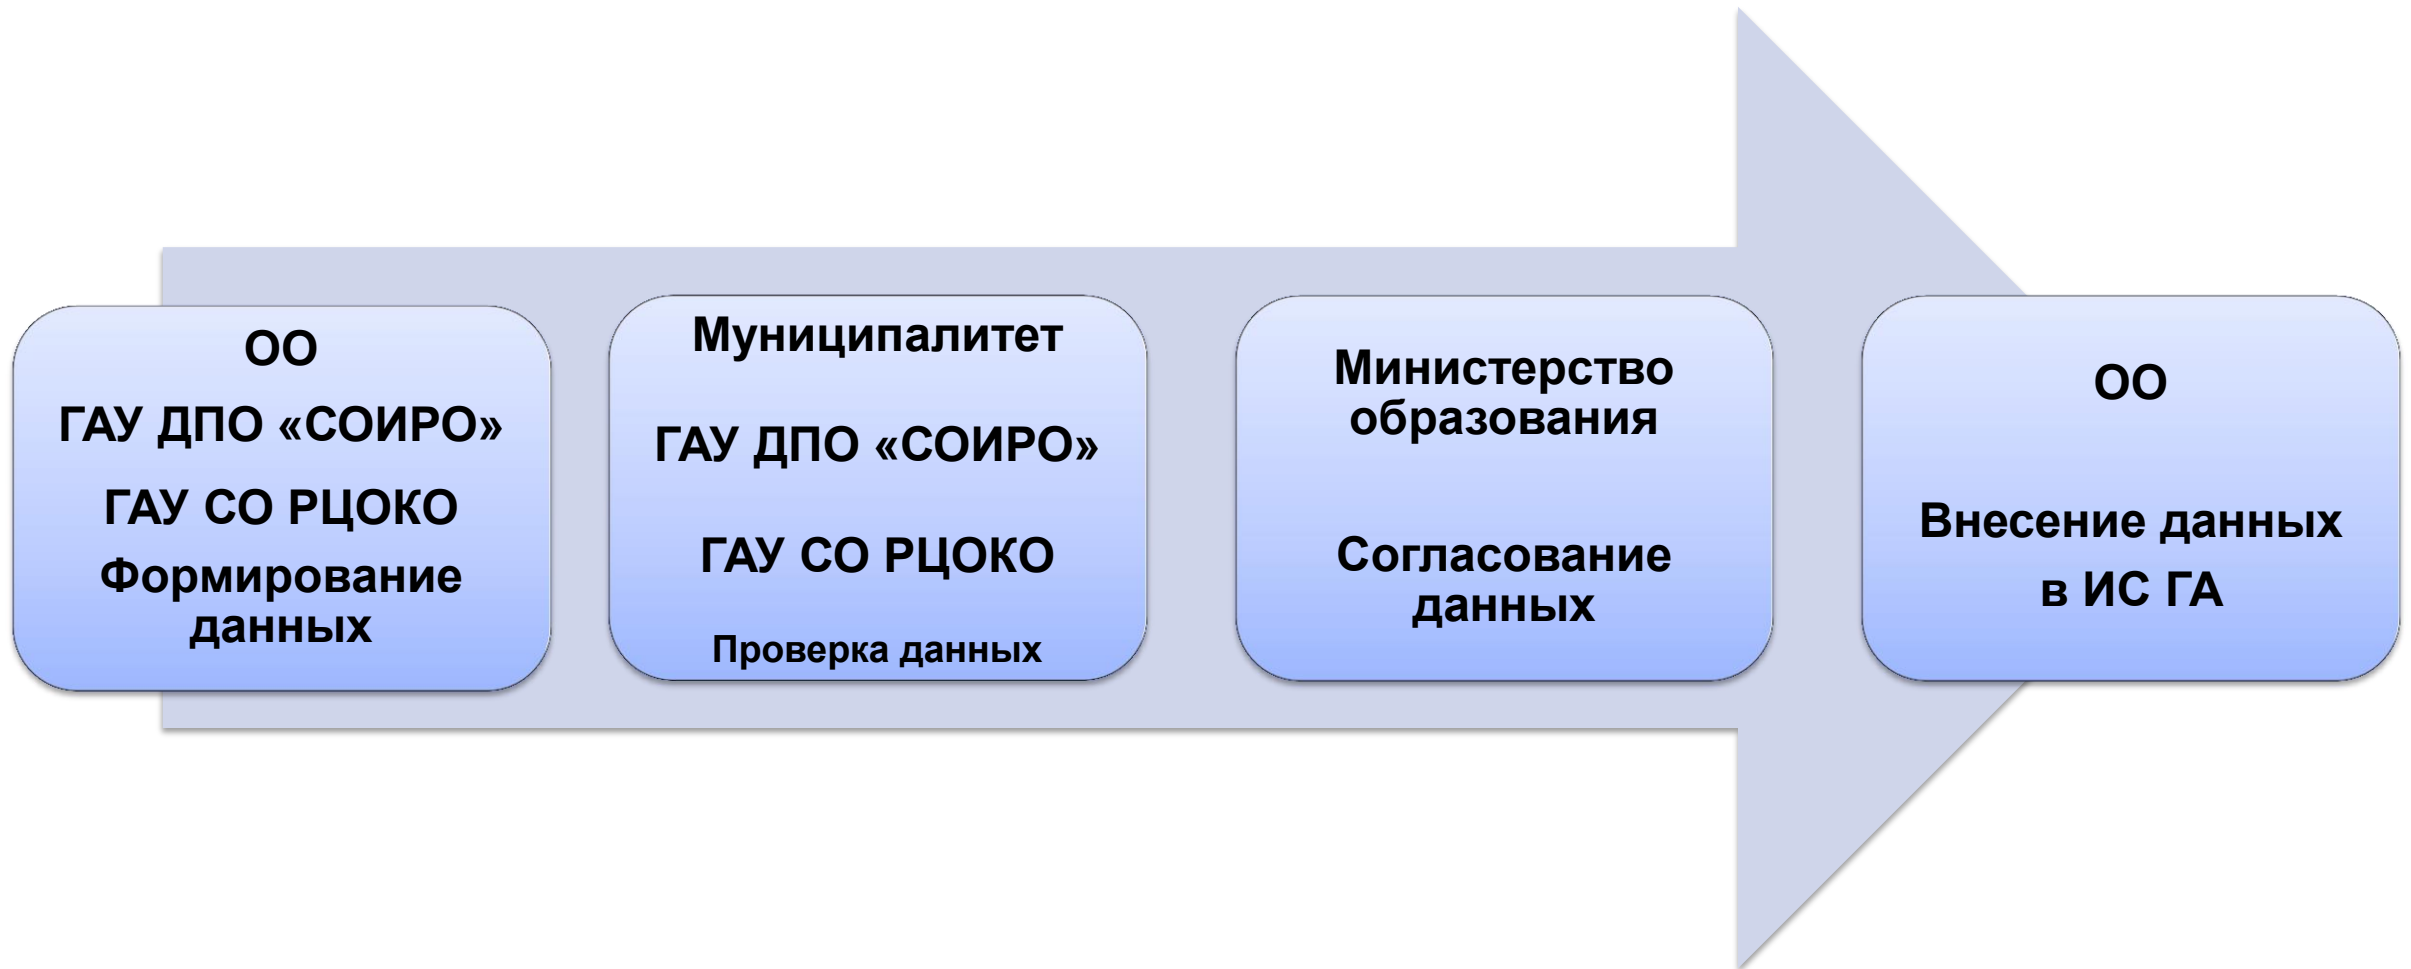 ОО
ГАУ ДПО «СОИРО»
ГАУ СО РЦОКО
Формирование
данных
Муниципалитет
ГАУ ДПО «СОИРО»
ГАУ СО РЦОКО
Проверка данных
Министерство
образования
Согласование
данных
ОО
Внесение данных
в ИС ГА